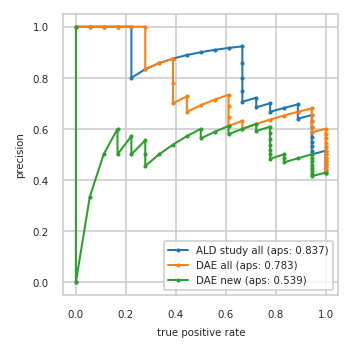 1.0
0.8
0.6
0.4
0.2
0.0
precision
0.0 0.2 0.4 0.6 0.8 1.0
true positive rate
ALD study all (aps: 0.837)
DAE all (aps: 0.783)
DAE new (aps: 0.539)